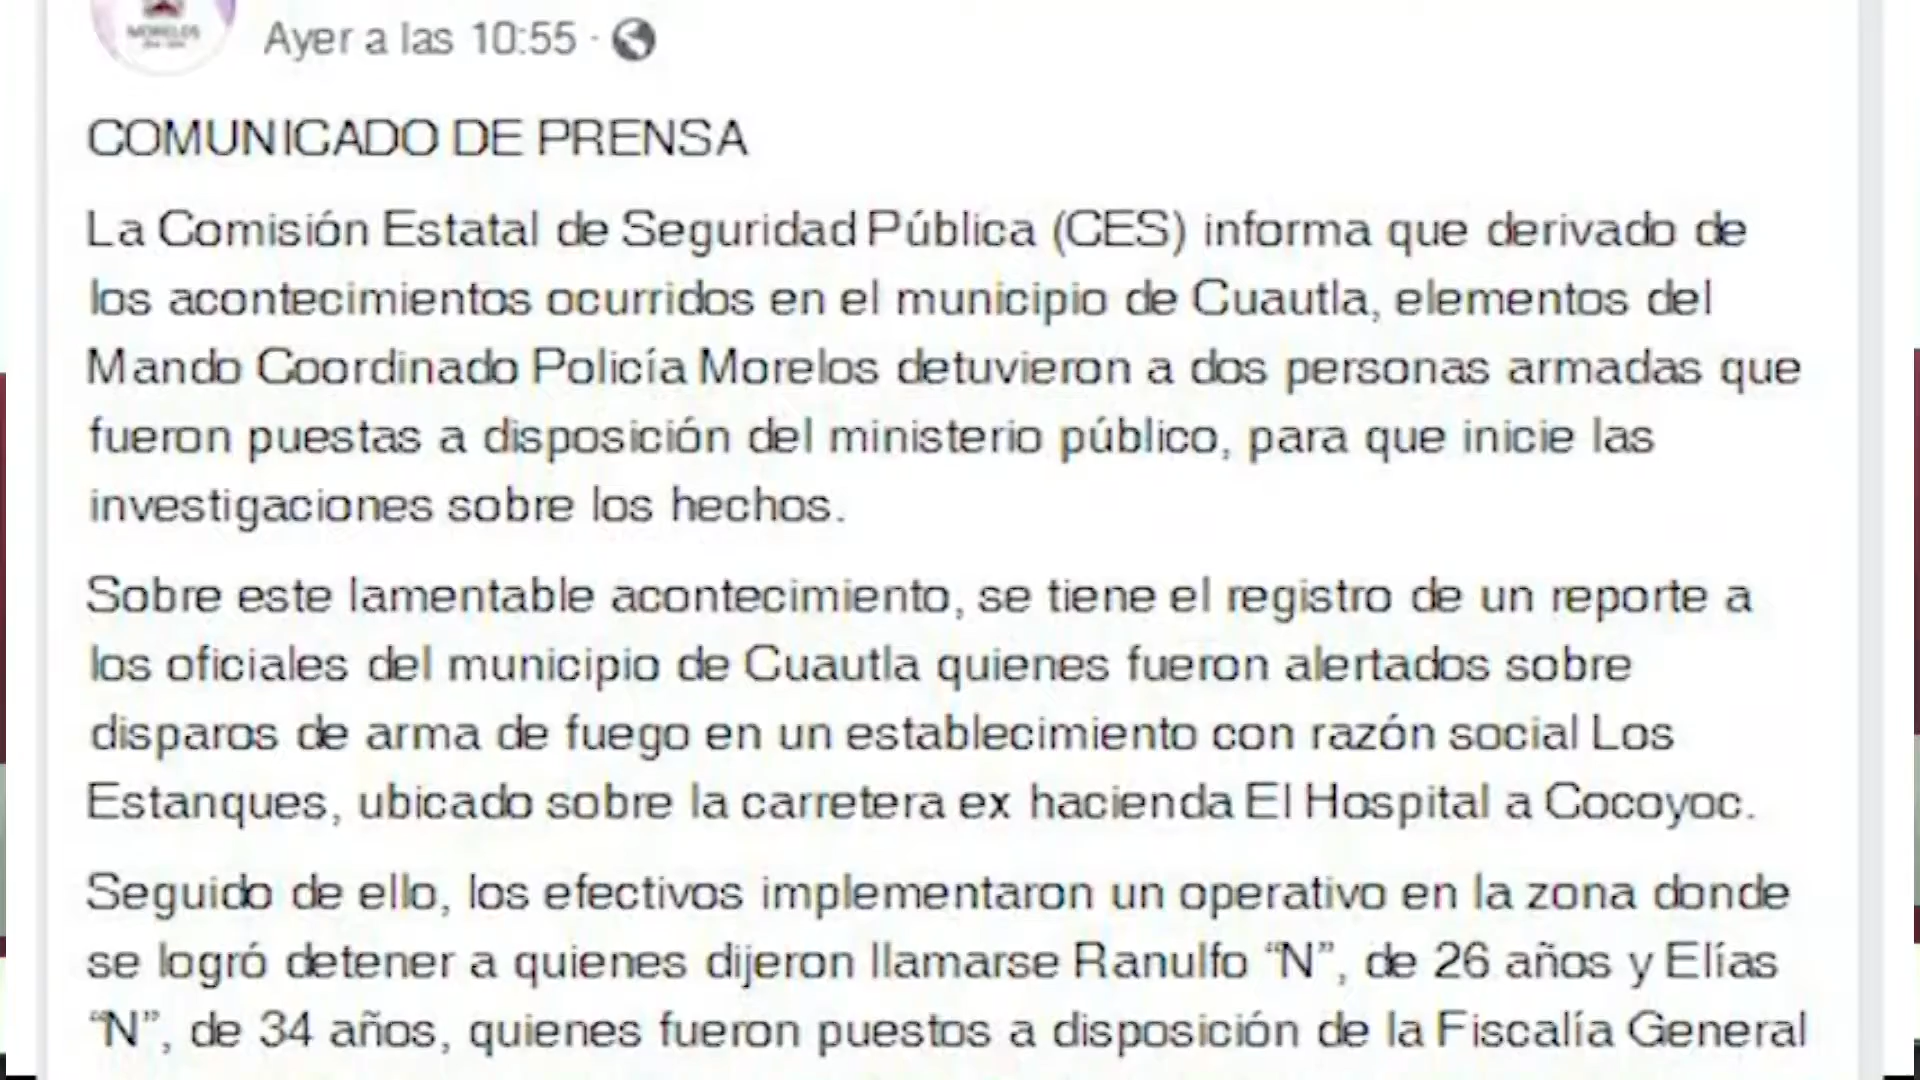 MORELOS
Ayer a las 10:55 ·
COMUNICADO DE PRENSA
La Comisión Estatal de Seguridad Pública (CES) informa que derivado de
los acontecimientos ocurridos en el municipio de Cuautla, elementos del
Mando Coordinado Policía Morelos detuvieron a dos personas armadas que
fueron puestas a disposición del ministerio público, para que inicie las
investigaciones sobre los hechos.
Sobre este lamentable acontecimiento, se tiene el registro de un reporte a
los oficiales del municipio de Cuautla quienes fueron alertados sobre
disparos de arma de fuego en un establecimiento con razón social Los
Estanques, ubicado sobre la carretera ex hacienda El Hospital a Cocoyoc.
Seguido de ello, los efectivos implementaron un operativo en la zona donde
se logró detener a quienes dijeron llamarse Ranulfo “N”, de 26 años y Elías
“N”, de 34 años, quienes fueron puestos a disposición de la Fiscalía General